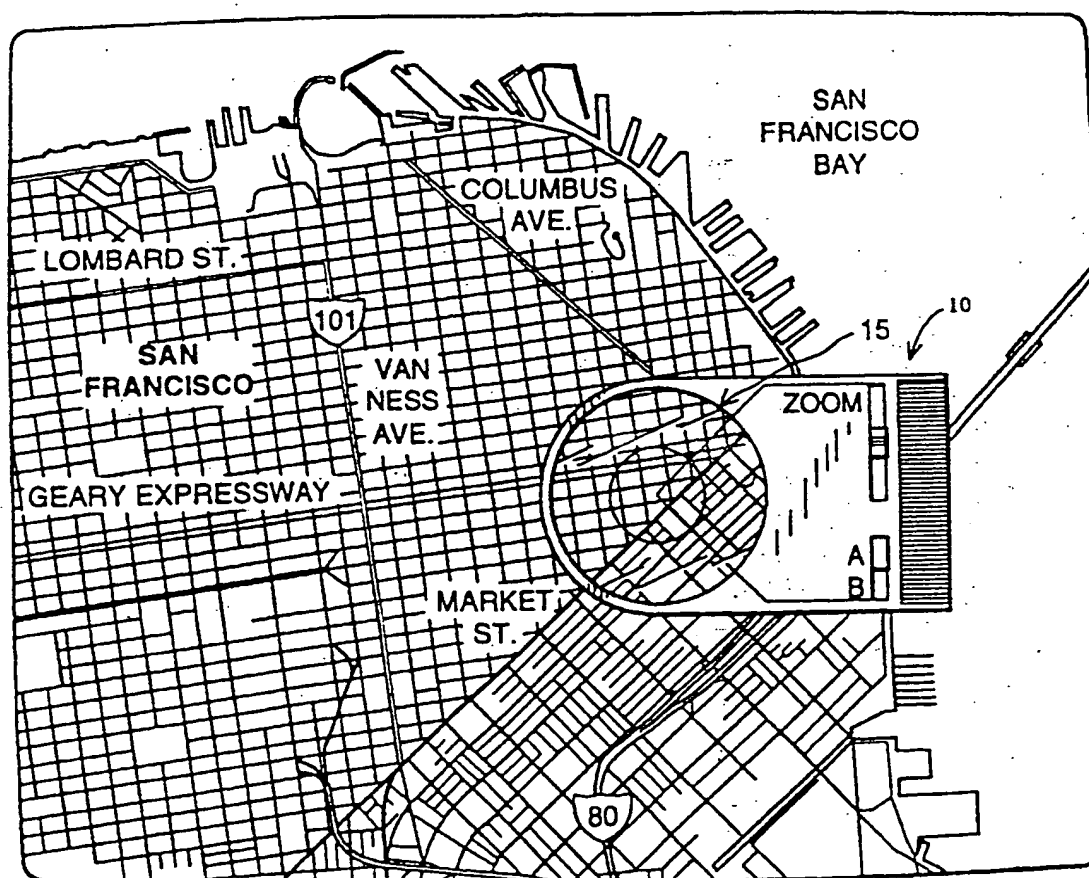 SAN
FRANCISCO
BAY
COLUMBUS
AVE.
LOMBARD ST.
101
15
10
SAN
FRANCISCO
VAN
NESS
AVE.
ZOOM
GEARY EXPRESSWAY
A
B
MARKET
ST.
80